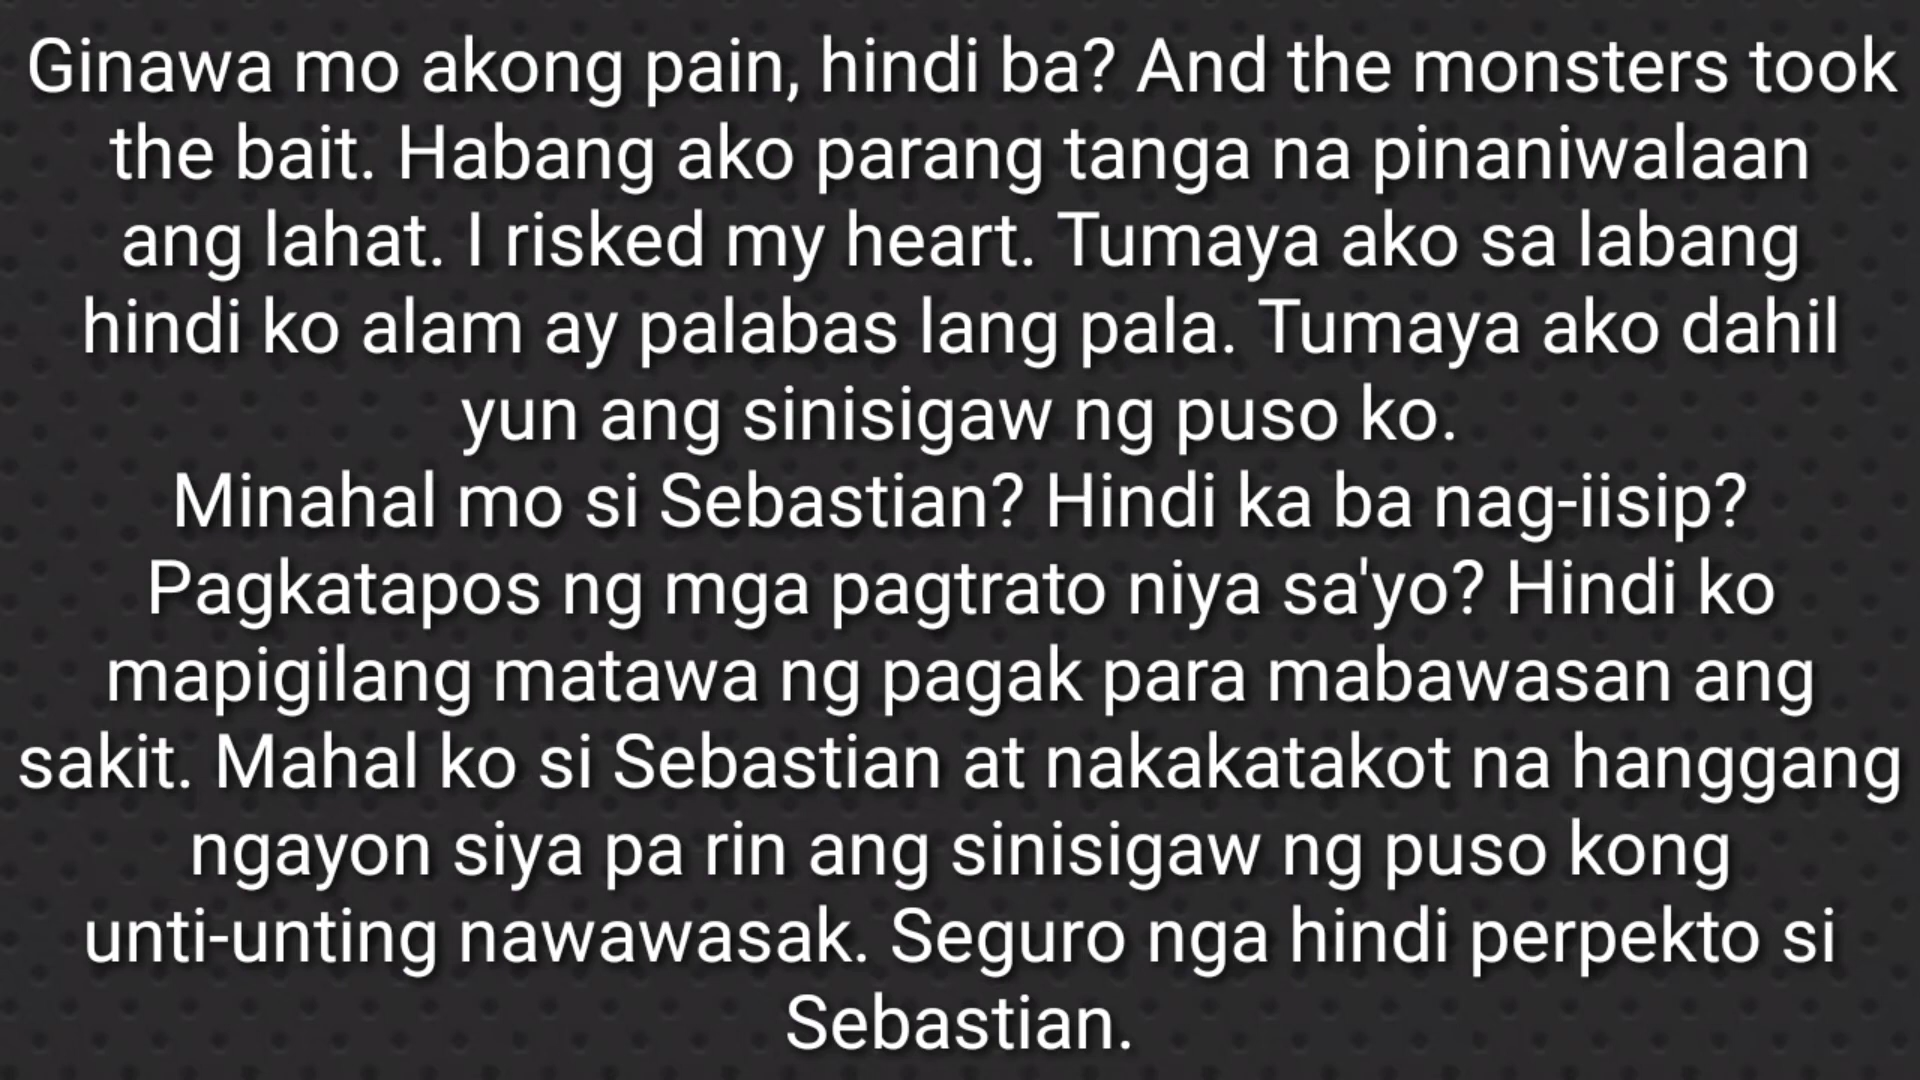 Ginawa mo akong pain, hindi ba? And the monsters took
the bait. Habang ako parang tanga na pinaniwalaan
ang lahat. I risked my heart. Tumaya ako sa labang
hindi ko alam ay palabas lang pala. Tumaya ako dahil
yun ang sinisigaw ng puso ko.
Minahal mo si Sebastian? Hindi ka ba nag-iisip?
Pagkatapos ng mga pagtrato niya sa'yo? Hindi ko
mapigilang matawa ng pagak para mabawasan ang
sakit. Mahal ko si Sebastian at nakakatakot na hanggang
ngayon siya pa rin ang sinisigaw ng puso kong
unti-unting nawawasak. Seguro nga hindi perpekto si
Sebastian.